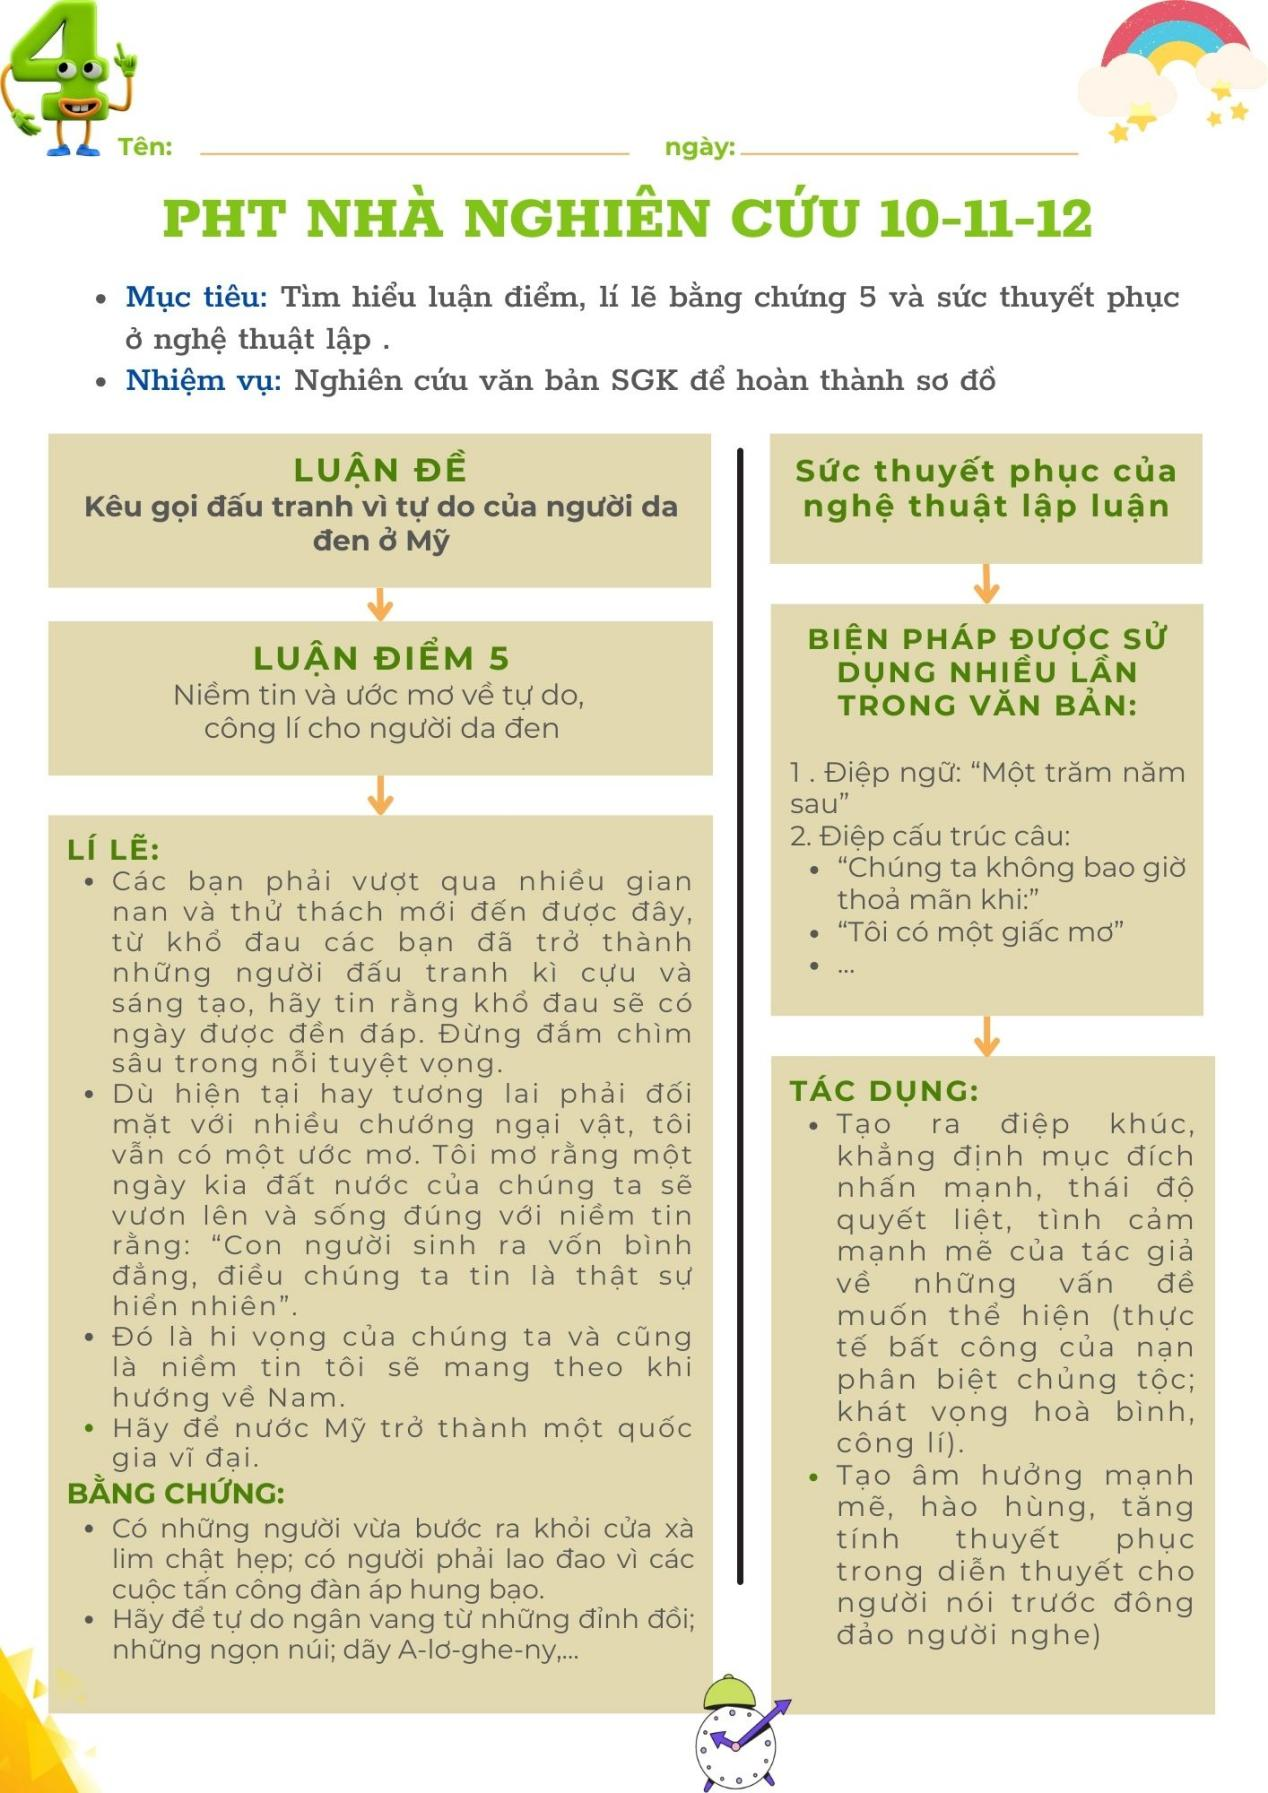 Tên:
ngày:
PHT NHÀ NGHIÊN CỨU 10-11-12
• Mục tiêu: Tìm hiểu luận điểm, lí lẽ bằng chứng 5 và sức thuyết phục
ở nghệ thuật lập .
• Nhiệm vụ: Nghiên cứu văn bản SGK để hoàn thành sơ đồ
LUẬN ĐỀ
Kêu gọi đấu tranh vì tự do của người da
đen ở Mỹ
LUẬN ĐIỂM 5
Niềm tin và ước mơ về tự do,
công lí cho người da đen
LÍ LẼ:
• Các bạn phải vượt qua nhiều gian
nan và thử thách mới đến được đây,
từ khổ đau các bạn đã trở thành
những người đấu tranh kì cựu và
sáng tạo, hãy tin rằng khổ đau sẽ có
ngày được đền đáp. Đừng đắm chìm
sâu trong nỗi tuyệt vọng.
• Dù hiện tại hay tương lai phải đối
mặt với nhiều chướng ngại vật, tôi
vẫn có một ước mơ. Tôi mơ rằng một
ngày kia đất nước của chúng ta sẽ
vươn lên và sống đúng với niềm tin
rằng: “Con người sinh ra vốn bình
đẳng, điều chúng ta tin là thật sự
hiển nhiên”.
• Đó là hi vọng của chúng ta và cũng
là niềm tin tôi sẽ mang theo khi
hướng về Nam.
• Hãy để nước Mỹ trở thành một quốc
gia vĩ đại.
BẰNG CHỨNG:
• Có những người vừa bước ra khỏi cửa xà
lim chật hẹp; có người phải lao đao vì các
cuộc tấn công đàn áp hung bạo.
• Hãy để tự do ngân vang từ những đỉnh đồi;
những ngọn núi; dãy A-lơ-ghe-ny,...
Sức thuyết phục của
nghệ thuật lập luận
BIỆN PHÁP ĐƯỢC SỬ
DỤNG NHIỀU LẦN
TRONG VĂN BẢN:
1 . Điệp ngữ: “Một trăm năm
sau”
2. Điệp cấu trúc câu:
• “Chúng ta không bao giờ
thoả mãn khi:”
• “Tôi có một giấc mơ”
• ...
TÁC DỤNG:
• Tạo ra điệp khúc,
khẳng định mục đích
nhấn mạnh, thái độ
quyết liệt, tình cảm
mạnh mẽ của tác giả
về những vấn đề
muốn thể hiện (thực
tế bất công của nạn
phân biệt chủng tộc;
khát vọng hoà bình,
công lí).
• Tạo âm hưởng mạnh
mẽ, hào hùng, tăng
tính thuyết phục
trong diễn thuyết cho
người nói trước đông
đảo người nghe)